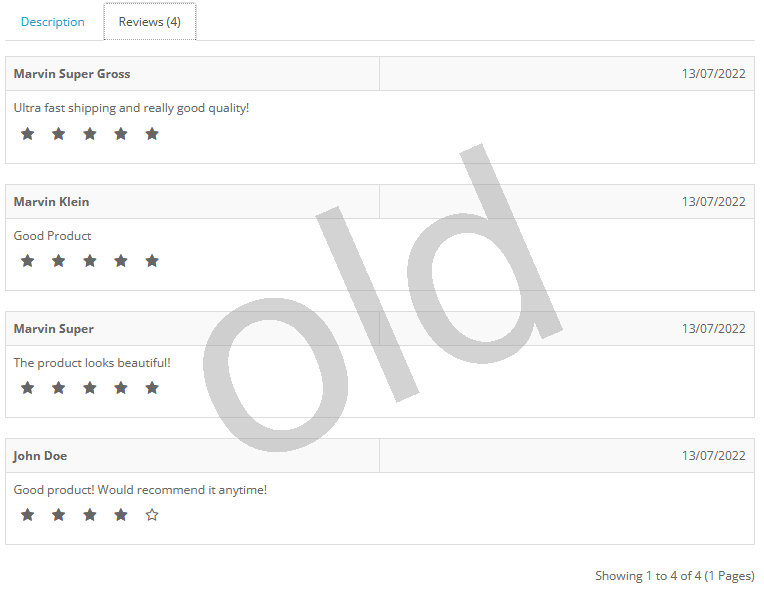 Description Reviews (4)
Marvin Super Gross 13/07/2022
Ultra fast shipping and really good quality!
Marvin Klein 13/07/2022
Good Product
Marvin Super 13/07/2022
The product looks beautiful!
John Doe 13/07/2022
Good product! Would recommend it anytime!
Showing 1 to 4 of 4 (1 Pages)
old